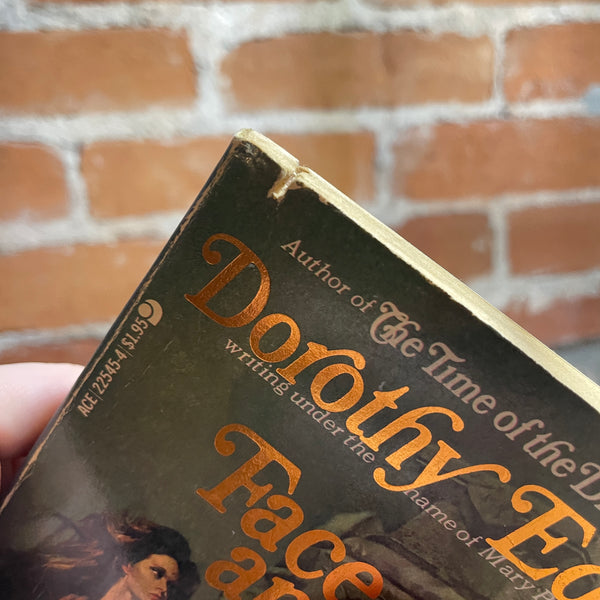 ACE | 22545-4 | $1.95
Author of The Time of the D
Dorothy E
writing under the name of Mary
Face
an